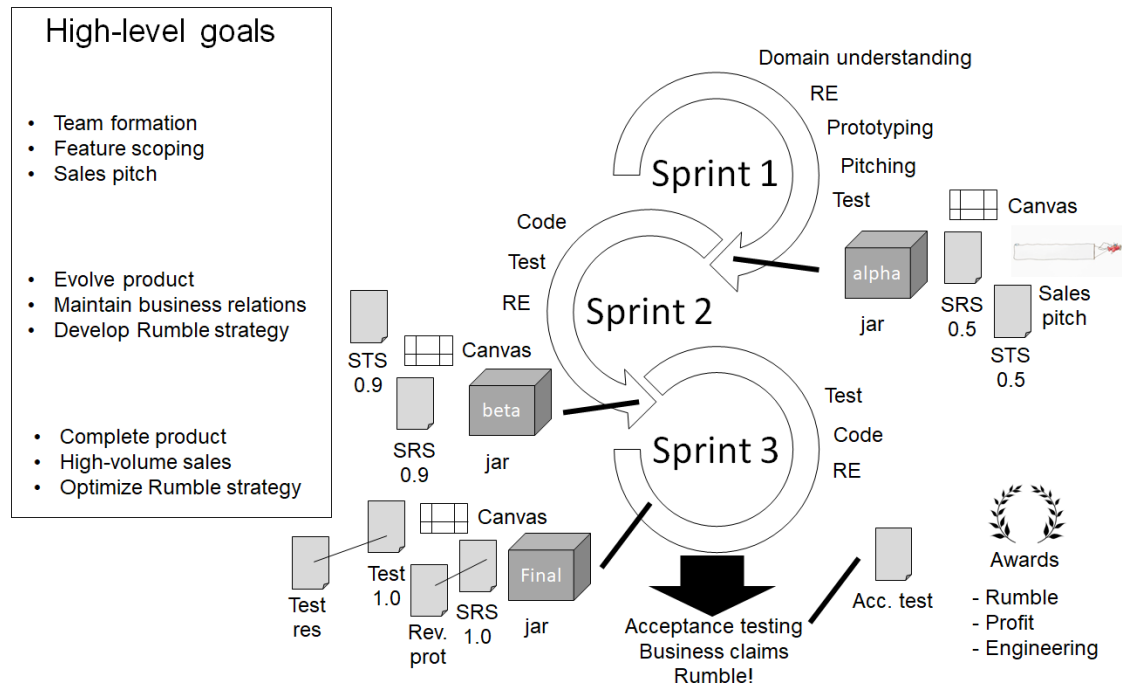 High-level goals
• Team formation
• Feature scoping
• Sales pitch
• Evolve product
• Maintain business relations
• Develop Rumble strategy
• Complete product
• High-volume sales
• Optimize Rumble strategy
Domain understanding
RE
Prototyping
Pitching
Test
Sprint 1
Canvas
alpha
jar
SRS
0.5
STS
0.5
Sales
pitch
Code
Test
RE
Sprint 2
STS
0.9
Canvas
SRS
0.9
beta
jar
Test
Code
RE
Sprint 3
Canvas
Test
res
Test
1.0
Rev.
prot
SRS
1.0
Final
jar
Acceptance testing
Business claims
Rumble!
Acc. test
Awards
- Rumble
- Profit
- Engineering